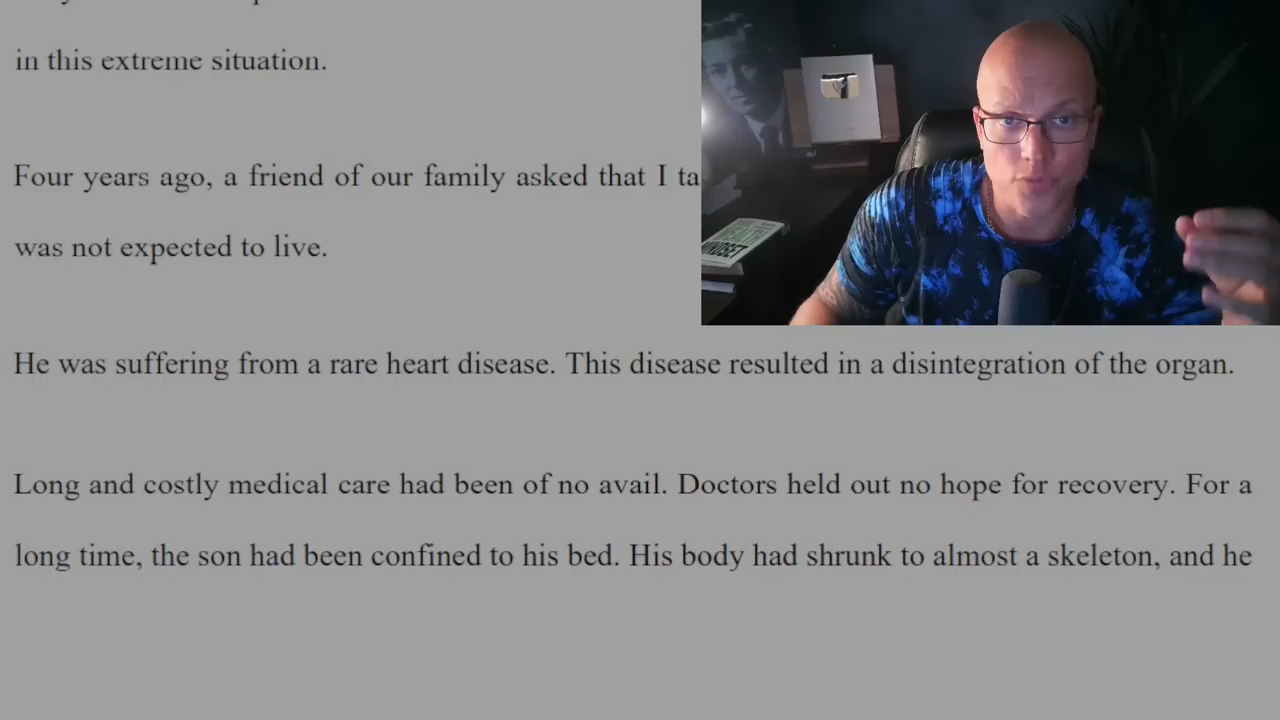 in this extreme situation.
Four years ago, a friend of our family asked that I ta
was not expected to live.
MINDSET
He was suffering from a rare heart disease. This disease resulted in a disintegration of the organ.
Long and costly medical care had been of no avail. Doctors held out no hope for recovery. For a
long time, the son had been confined to his bed. His body had shrunk to almost a skeleton, and he